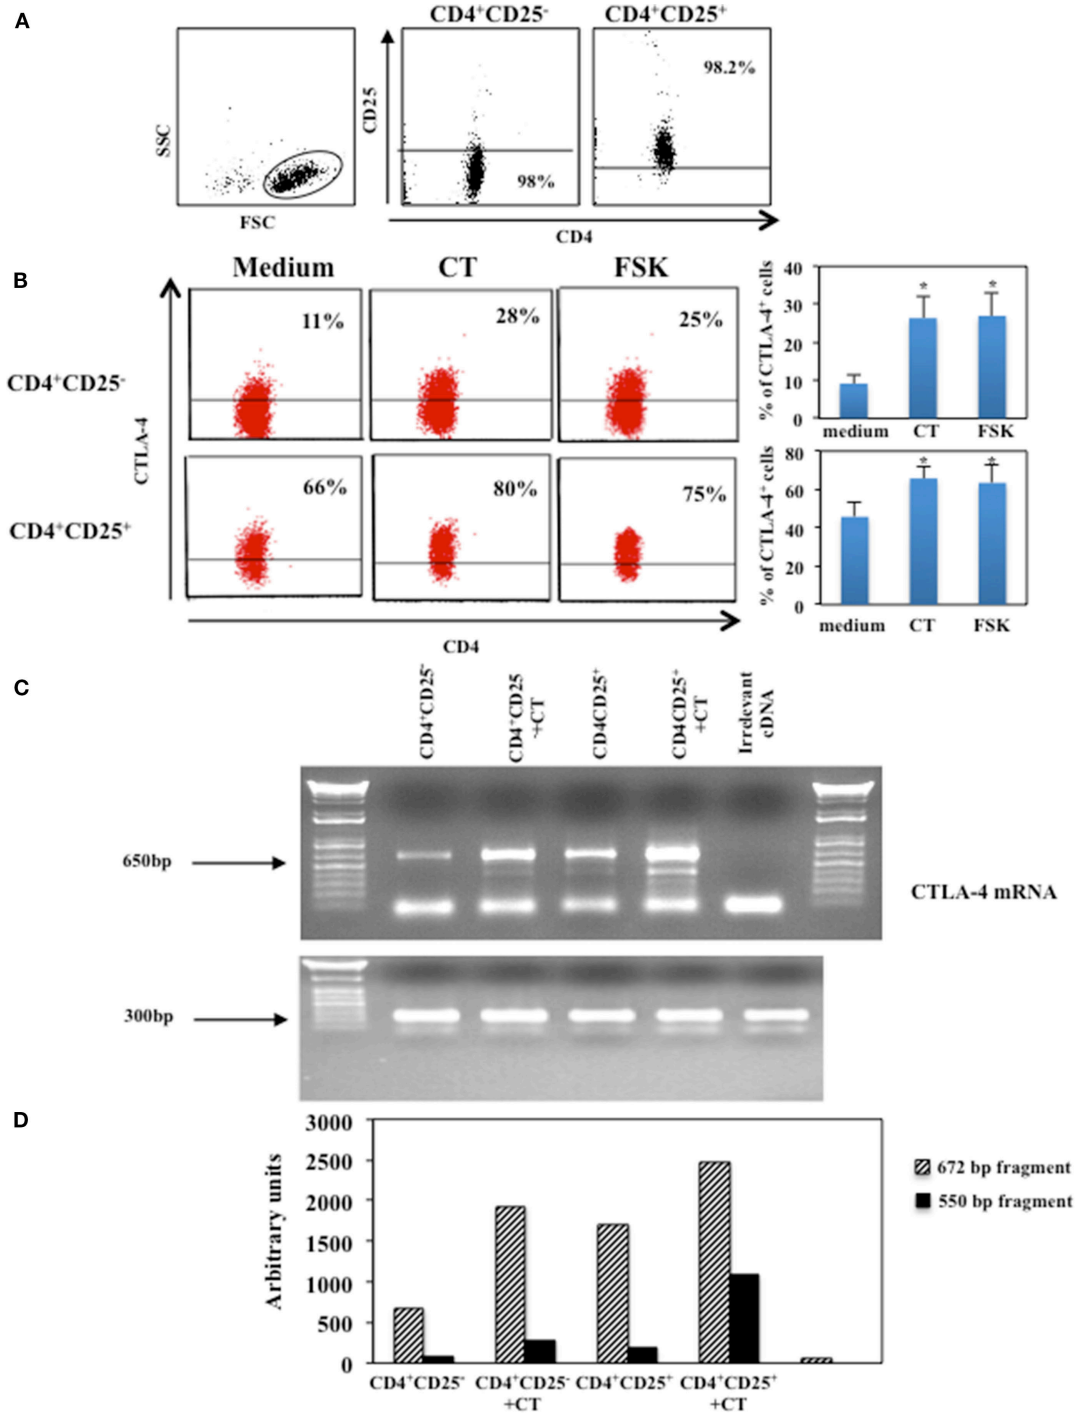 A
CD4⁺CD25⁻
CD4⁺CD25⁺
SSC
FSC
CD25
98%
98.2%
CD4
B
Medium
CT
FSK
CD4⁺CD25⁻
CD4⁺CD25⁺
CTLA-4
11%
28%
25%
66%
80%
75%
CD4
% of CTLA-4⁺ cells
40
30
20
10
0
*
*
medium
CT
FSK
% of CTLA-4⁺ cells
80
60
40
20
0
*
*
medium
CT
FSK
C
CD4⁺CD25⁻
CD4⁺CD25
-+CT
CD4CD25⁺
CD4CD25⁺
+CT
Irrelevant
cDNA
650bp
CTLA-4 mRNA
300bp
D
Arbitrary units
3000
2500
2000
1500
1000
500
0
CD4⁺CD25⁻
CD4⁺CD25⁻
+CT
CD4⁺CD25⁺
CD4⁺CD25⁺
+CT
672 bp fragment
550 bp fragment